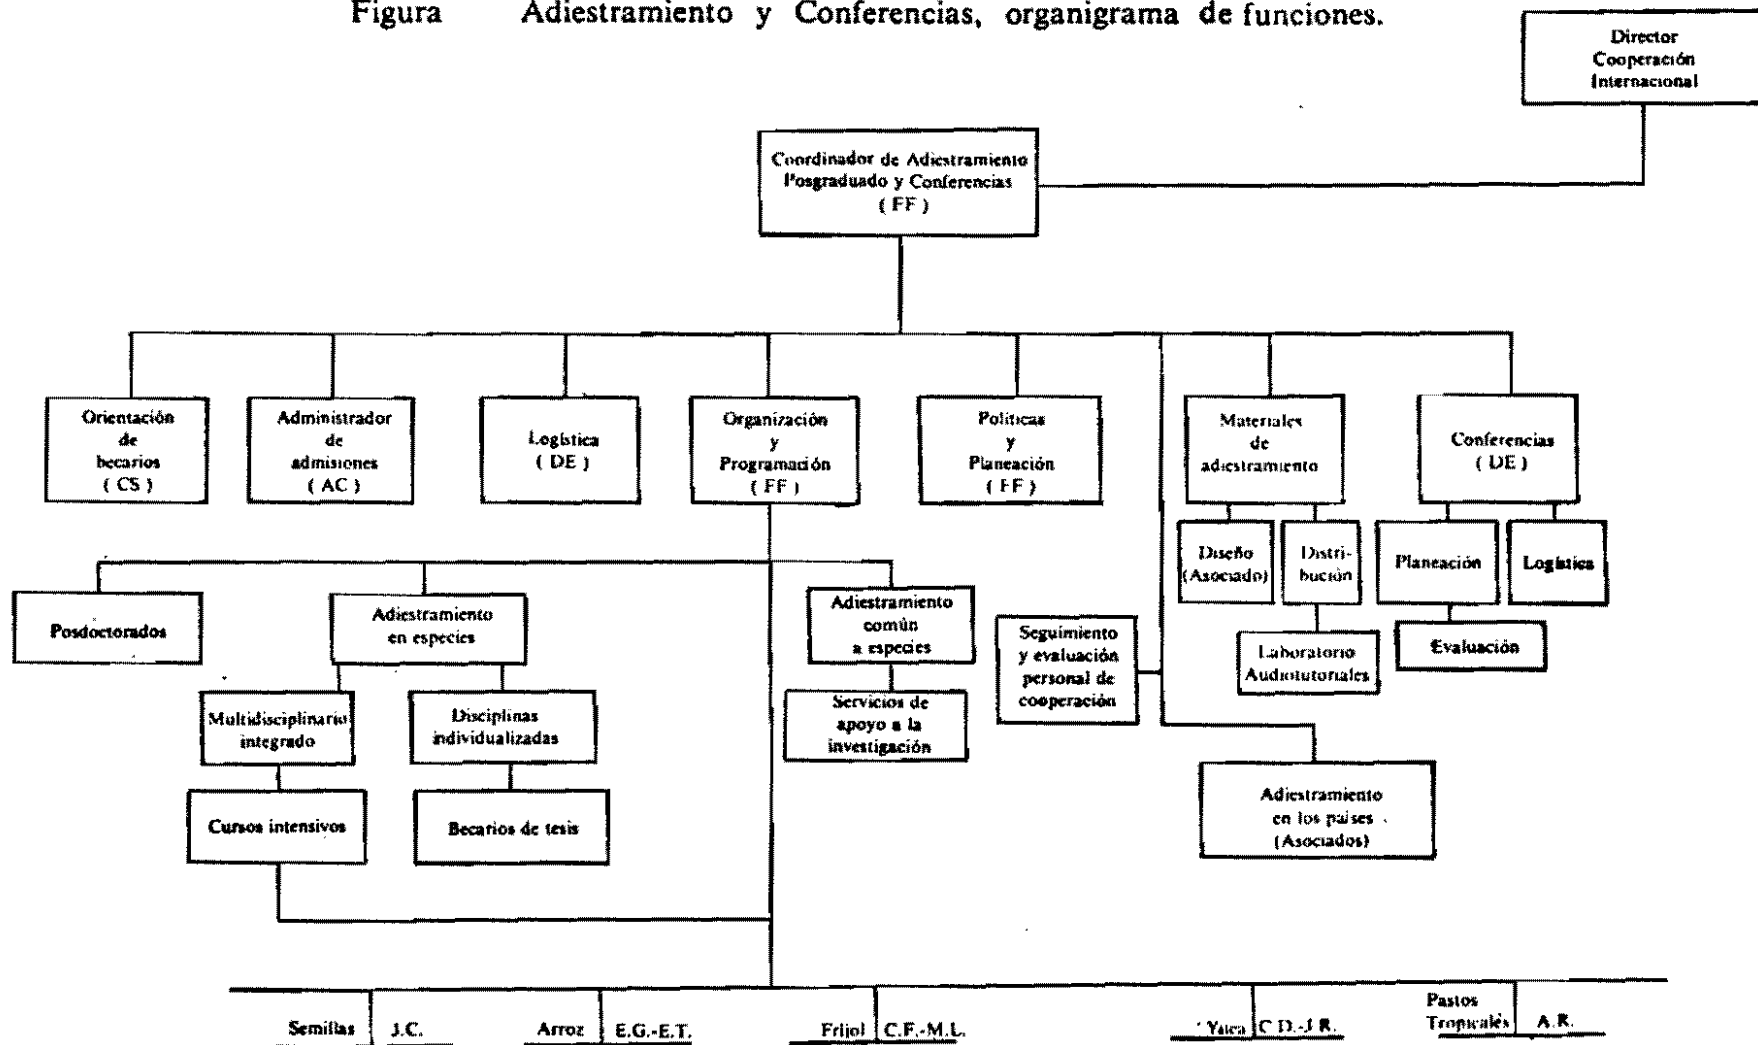 Figura Adiestramiento y Conferencias, organigrama de funciones.
Director
Cooperación
Internacional
Coordinador de Adiestramiento
Posgraduado y Conferencias
( FF )
Orientación
de
becarios
( CS )
Administrador
de
admisiones
( AC )
Logística
( DE )
Organización
y
Programación
( FF )
Políticas
y
Planeación
( FF )
Materiales
de
adiestramiento
Conferencias
( DE )
Diseño
(Asociado)
Distri-
bución
Planeación
Logística
Laboratorio
Audiotutoriales
Evaluación
Posdoctorados
Adiestramiento
en especies
Adiestramiento
común
a especies
Seguimiento
y evaluación
personal de
cooperación
Multidisciplinario
integrado
Disciplinas
individualizadas
Servicios de
apoyo a la
investigación
Cursos intensivos
Becarios de tesis
Adiestramiento
en los países
(Asociados)
Semillas J.C.
Arroz E.G.-E.T.
Frijol C.F.-M.L.
Yuca C.D.-J.R.
Pastos
Tropicales A.R.